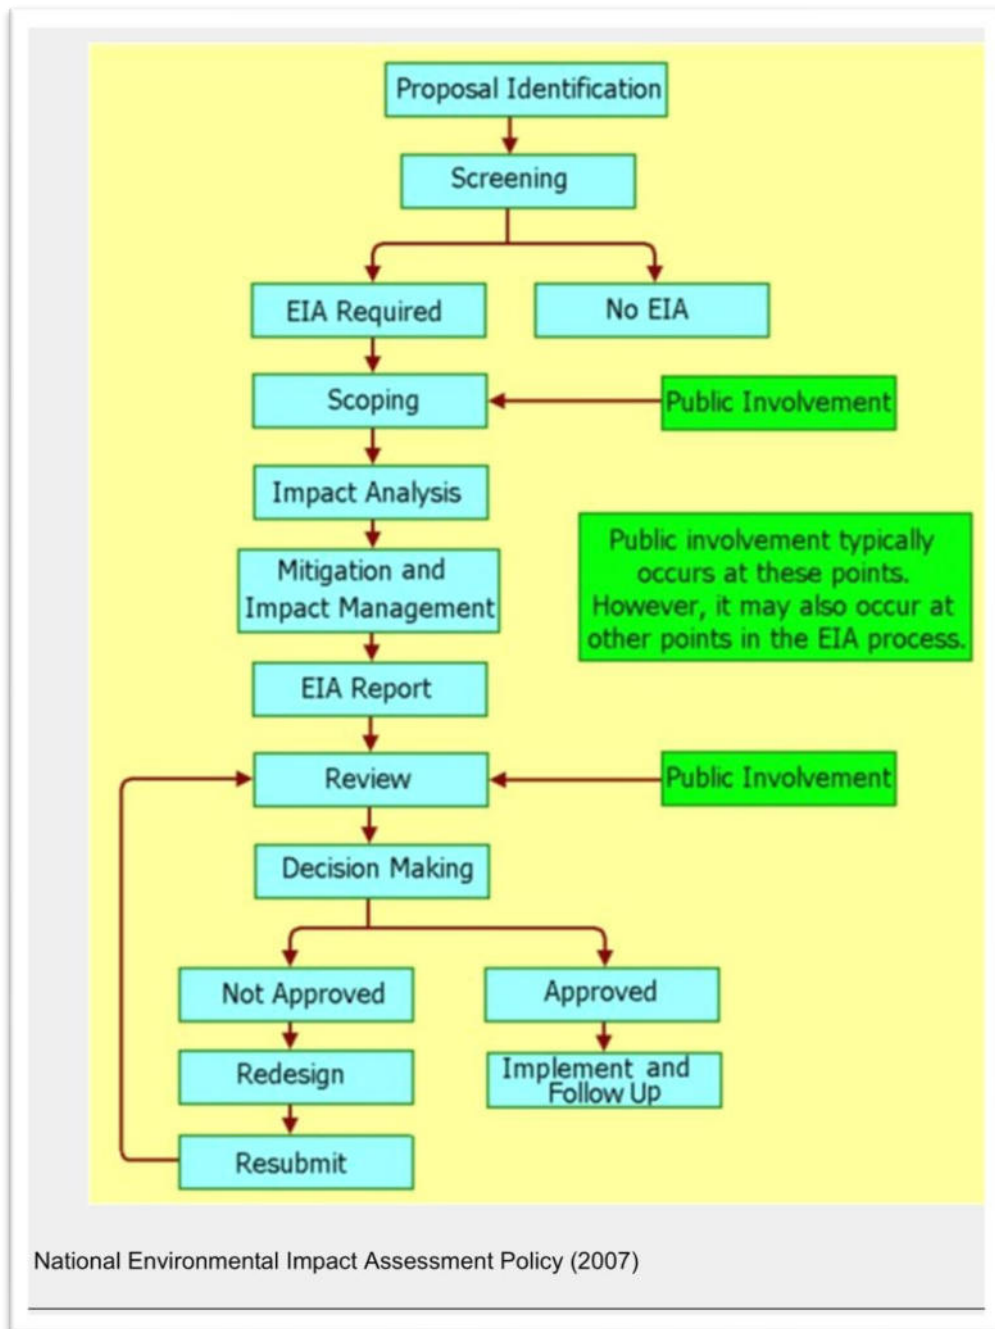 Proposal Identification
Screening
EIA Required
No EIA
Scoping
Public Involvement
Impact Analysis
Public involvement typically
occurs at these points.
However, it may also occur at
other points in the EIA process.
Mitigation and
Impact Management
EIA Report
Review
Public Involvement
Decision Making
Not Approved
Approved
Redesign
Implement and
Follow Up
Resubmit
National Environmental Impact Assessment Policy (2007)